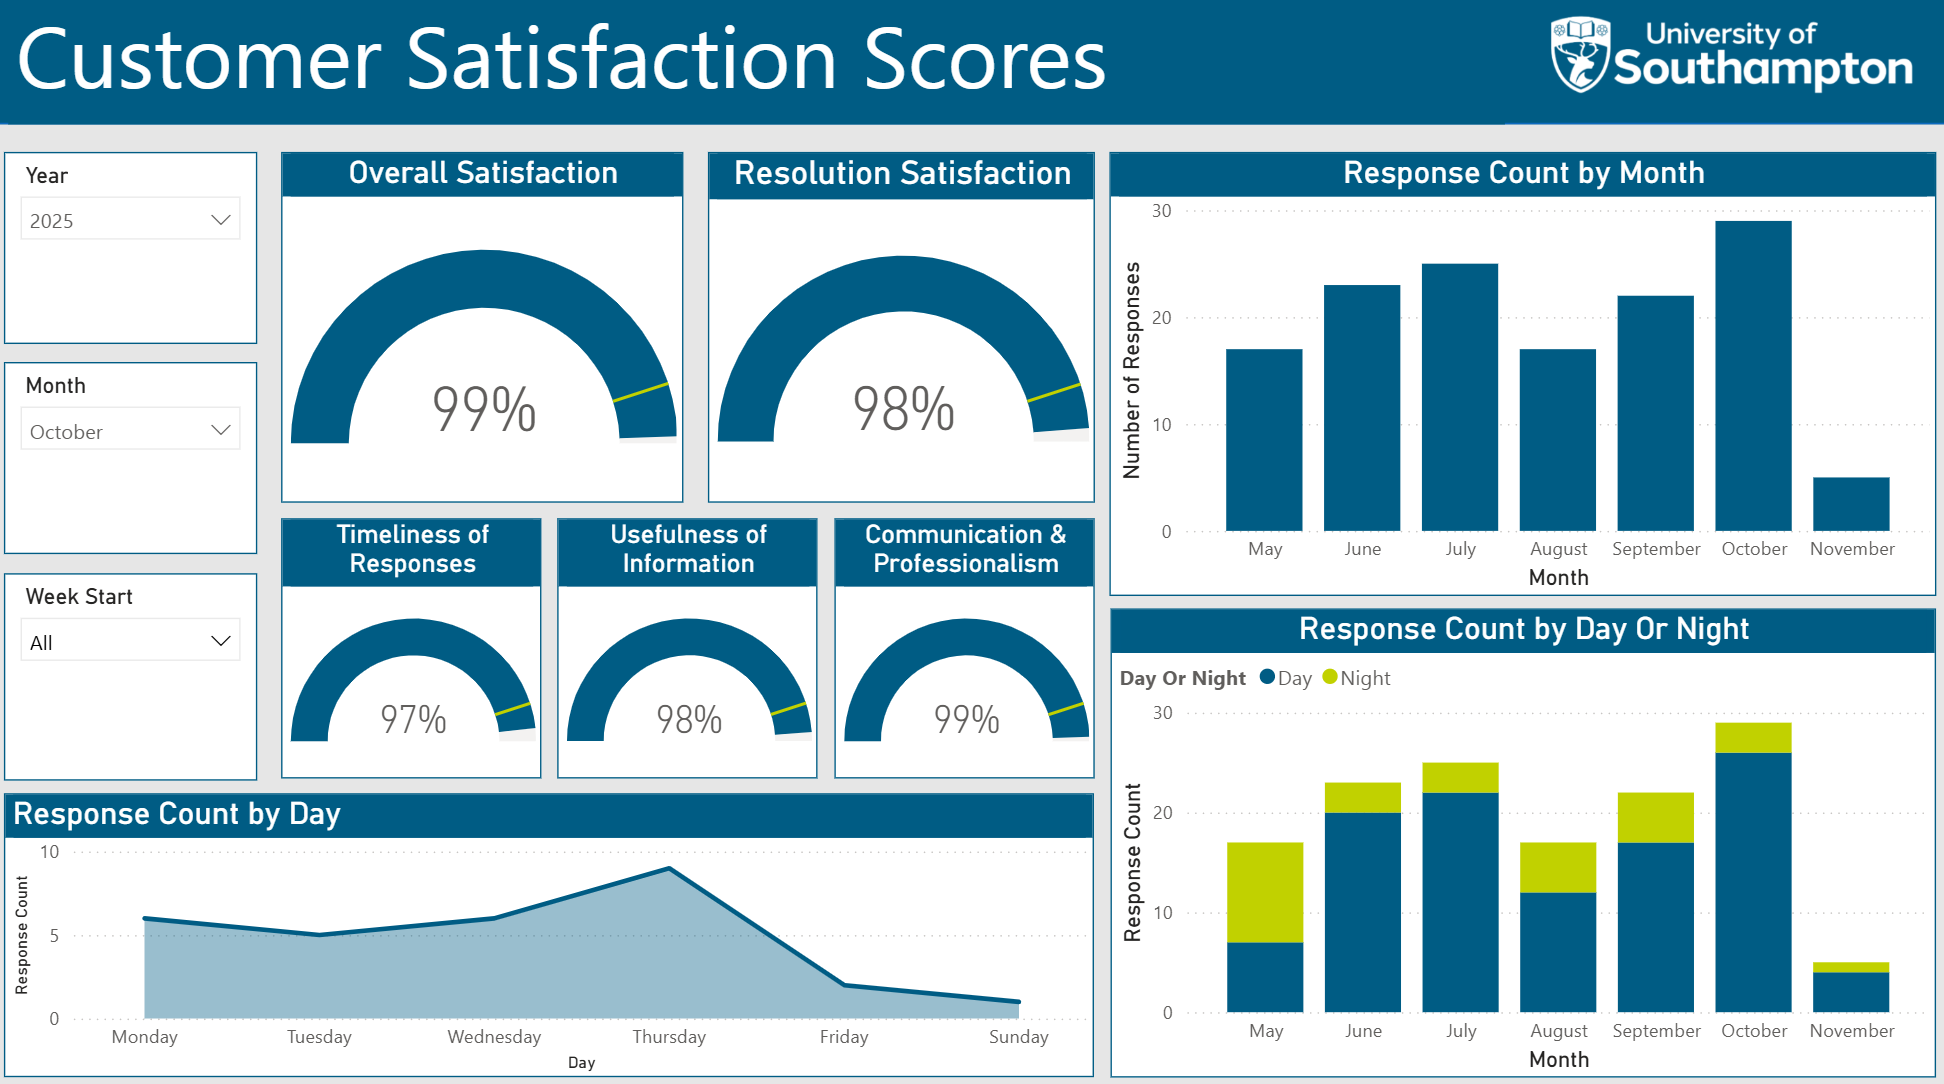 Customer Satisfaction Scores
University of
Southampton
Year
2025
Month
October
Week Start
All
Overall Satisfaction
99%
Resolution Satisfaction
98%
Timeliness of
Responses
97%
Usefulness of
Information
98%
Communication &
Professionalism
99%
Response Count by Day
Response Count
10
5
0
Monday Tuesday Wednesday Thursday Friday Sunday
Day
Response Count by Month
Number of Responses
30
20
10
0
May June July August September October November
Month
Response Count by Day Or Night
Day Or Night Day Night
Response Count
30
20
10
0
May June July August September October November
Month